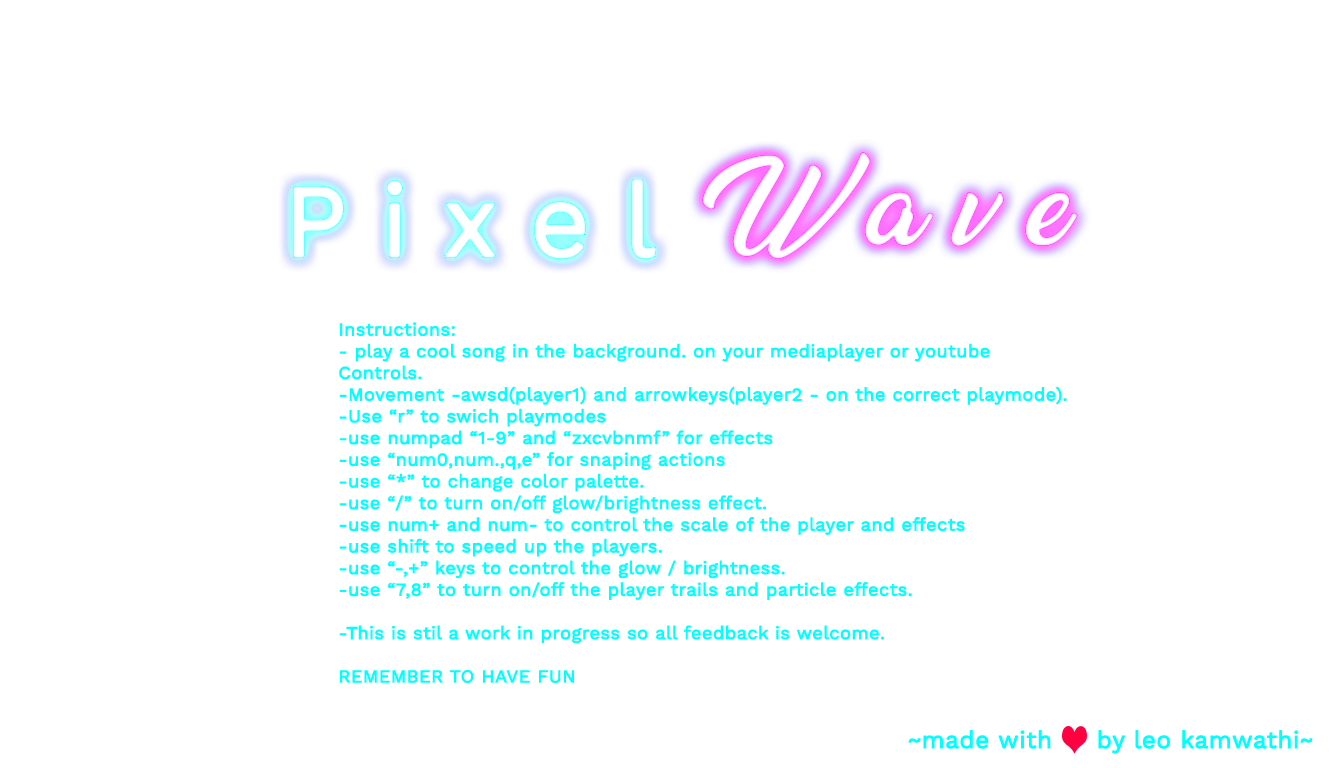 Pixel Wave
Instructions:
- play a cool song in the background. on your mediaplayer or youtube
Controls.
-Movement -awsd(player1) and arrowkeys(player2 - on the correct playmode).
-Use “r” to swich playmodes
-use numpad “1-9” and “zxcvbnmf” for effects
-use “num0,num.,q,e” for snaping actions
-use “*” to change color palette.
-use “/” to turn on/off glow/brightness effect.
-use num+ and num- to control the scale of the player and effects
-use shift to speed up the players.
-use “-,+” keys to control the glow / brightness.
-use “7,8” to turn on/off the player trails and particle effects.
-This is stil a work in progress so all feedback is welcome.
REMEMBER TO HAVE FUN
~made with ♥ by leo kamwathi~